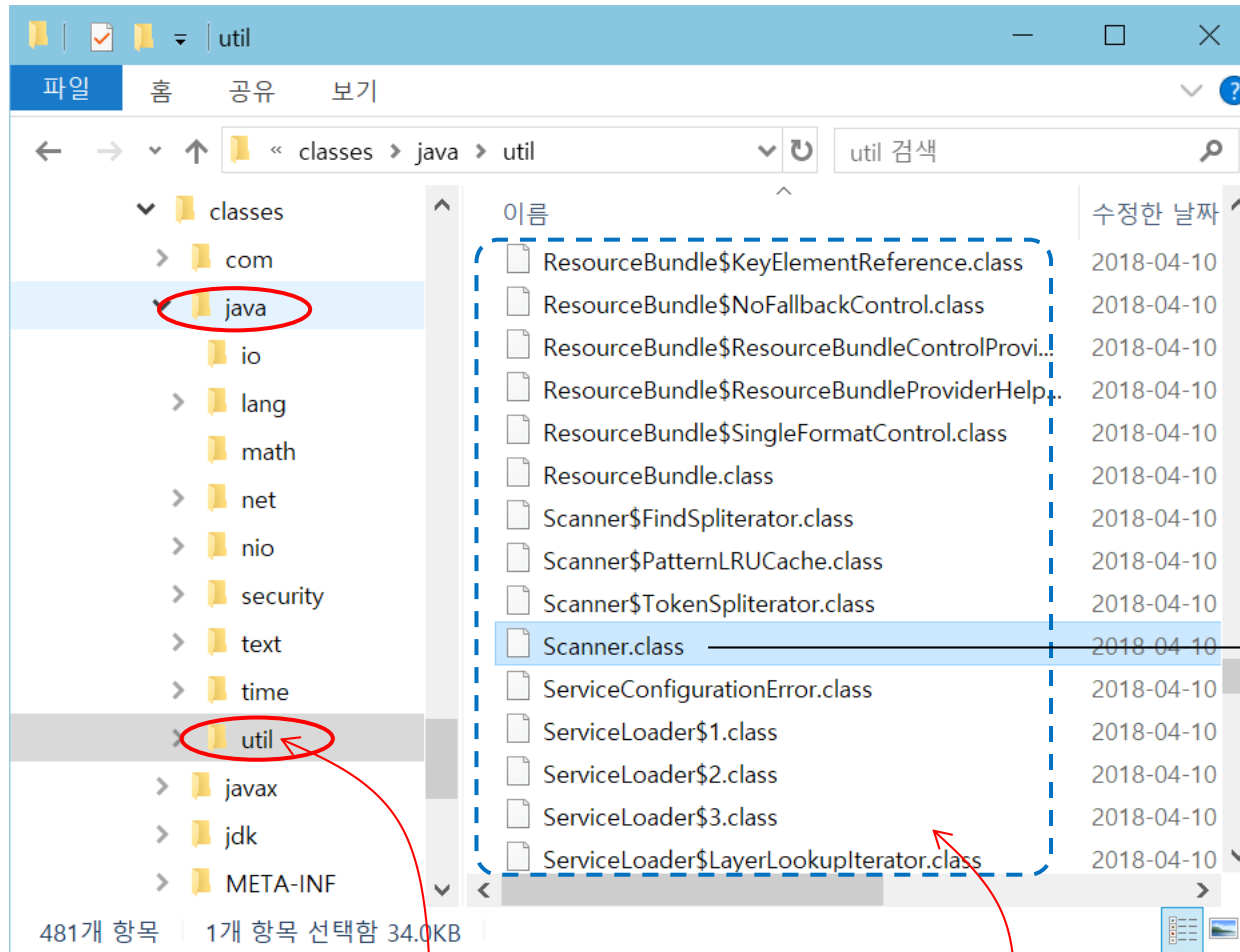 util
파일 홈 공유 보기
« classes > java > util
util 검색
classes
com
java
io
lang
math
net
nio
security
text
time
util
javax
jdk
META-INF
이름 수정한 날짜
ResourceBundle$KeyElementReference.class 2018-04-10
ResourceBundle$NoFallbackControl.class 2018-04-10
ResourceBundle$ResourceBundleControlProvi... 2018-04-10
ResourceBundle$ResourceBundleProviderHelp... 2018-04-10
ResourceBundle$SingleFormatControl.class 2018-04-10
ResourceBundle.class 2018-04-10
Scanner$FindSpliterator.class 2018-04-10
Scanner$PatternLRUCache.class 2018-04-10
Scanner$TokenSpliterator.class 2018-04-10
Scanner.class 2018-04-10
ServiceConfigurationError.class 2018-04-10
ServiceLoader$1.class 2018-04-10
ServiceLoader$2.class 2018-04-10
ServiceLoader$3.class 2018-04-10
ServiceLoader$LayerLookupIterator.class 2018-04-10
481개 항목 1개 항목 선택함 34.0KB